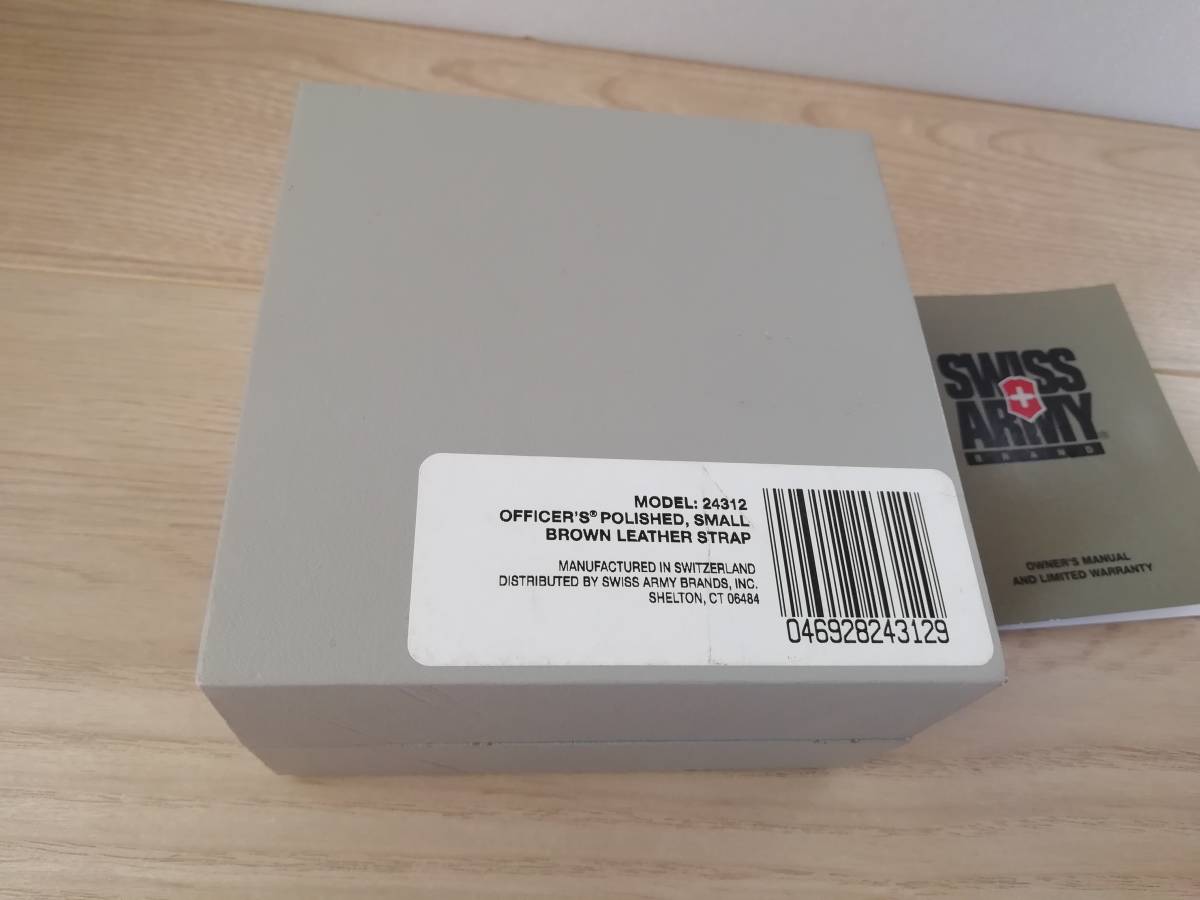 MODEL: 24312
OFFICER'S® POLISHED, SMALL
BROWN LEATHER STRAP
MANUFACTURED IN SWITZERLAND
DISTRIBUTED BY SWISS ARMY BRANDS, INC.
SHELTON, CT 06484
046928243129
SWISS
ARMY®
BRAND
OWNER'S MANUAL
AND LIMITED WARRANTY